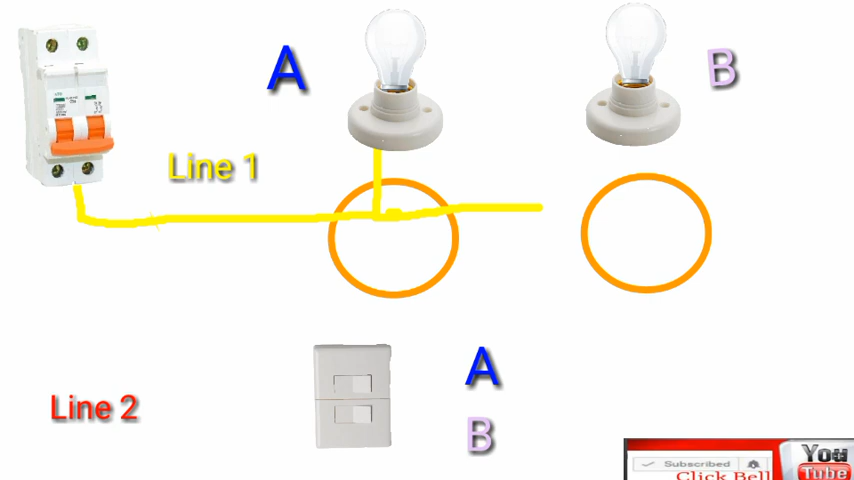 A
B
Line 1
A
Line 2
B
Subscribed
Click Bell
You
Tube